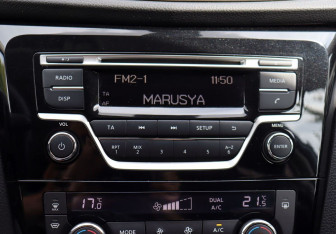 RADIO
FM2-1 11:50
MEDIA
DISP
TA
AF
MARUSYA
VOL
TA SETUP
MENU
RPT MIX
1 2 3 4 5 6
A-Z
ENTER
17.0
DUAL
A/C
21.5
MODE
A/C